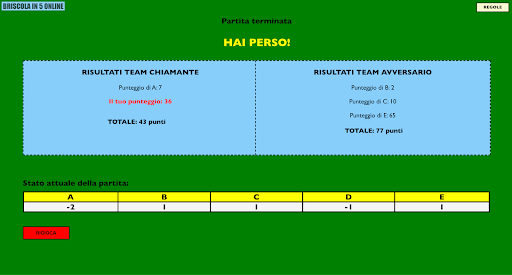 BRISCOLA IN 5 ONLINE
REGOLE
Partita terminata
HAI PERSO!
RISULTATI TEAM CHIAMANTE
Punteggio di A: 7
Il tuo punteggio: 36
TOTALE: 43 punti
RISULTATI TEAM AVVERSARIO
Punteggio di B: 2
Punteggio di C: 10
Punteggio di E: 65
TOTALE: 77 punti
Stato attuale della partita:
A B C D E
-2 1 1 -1 1